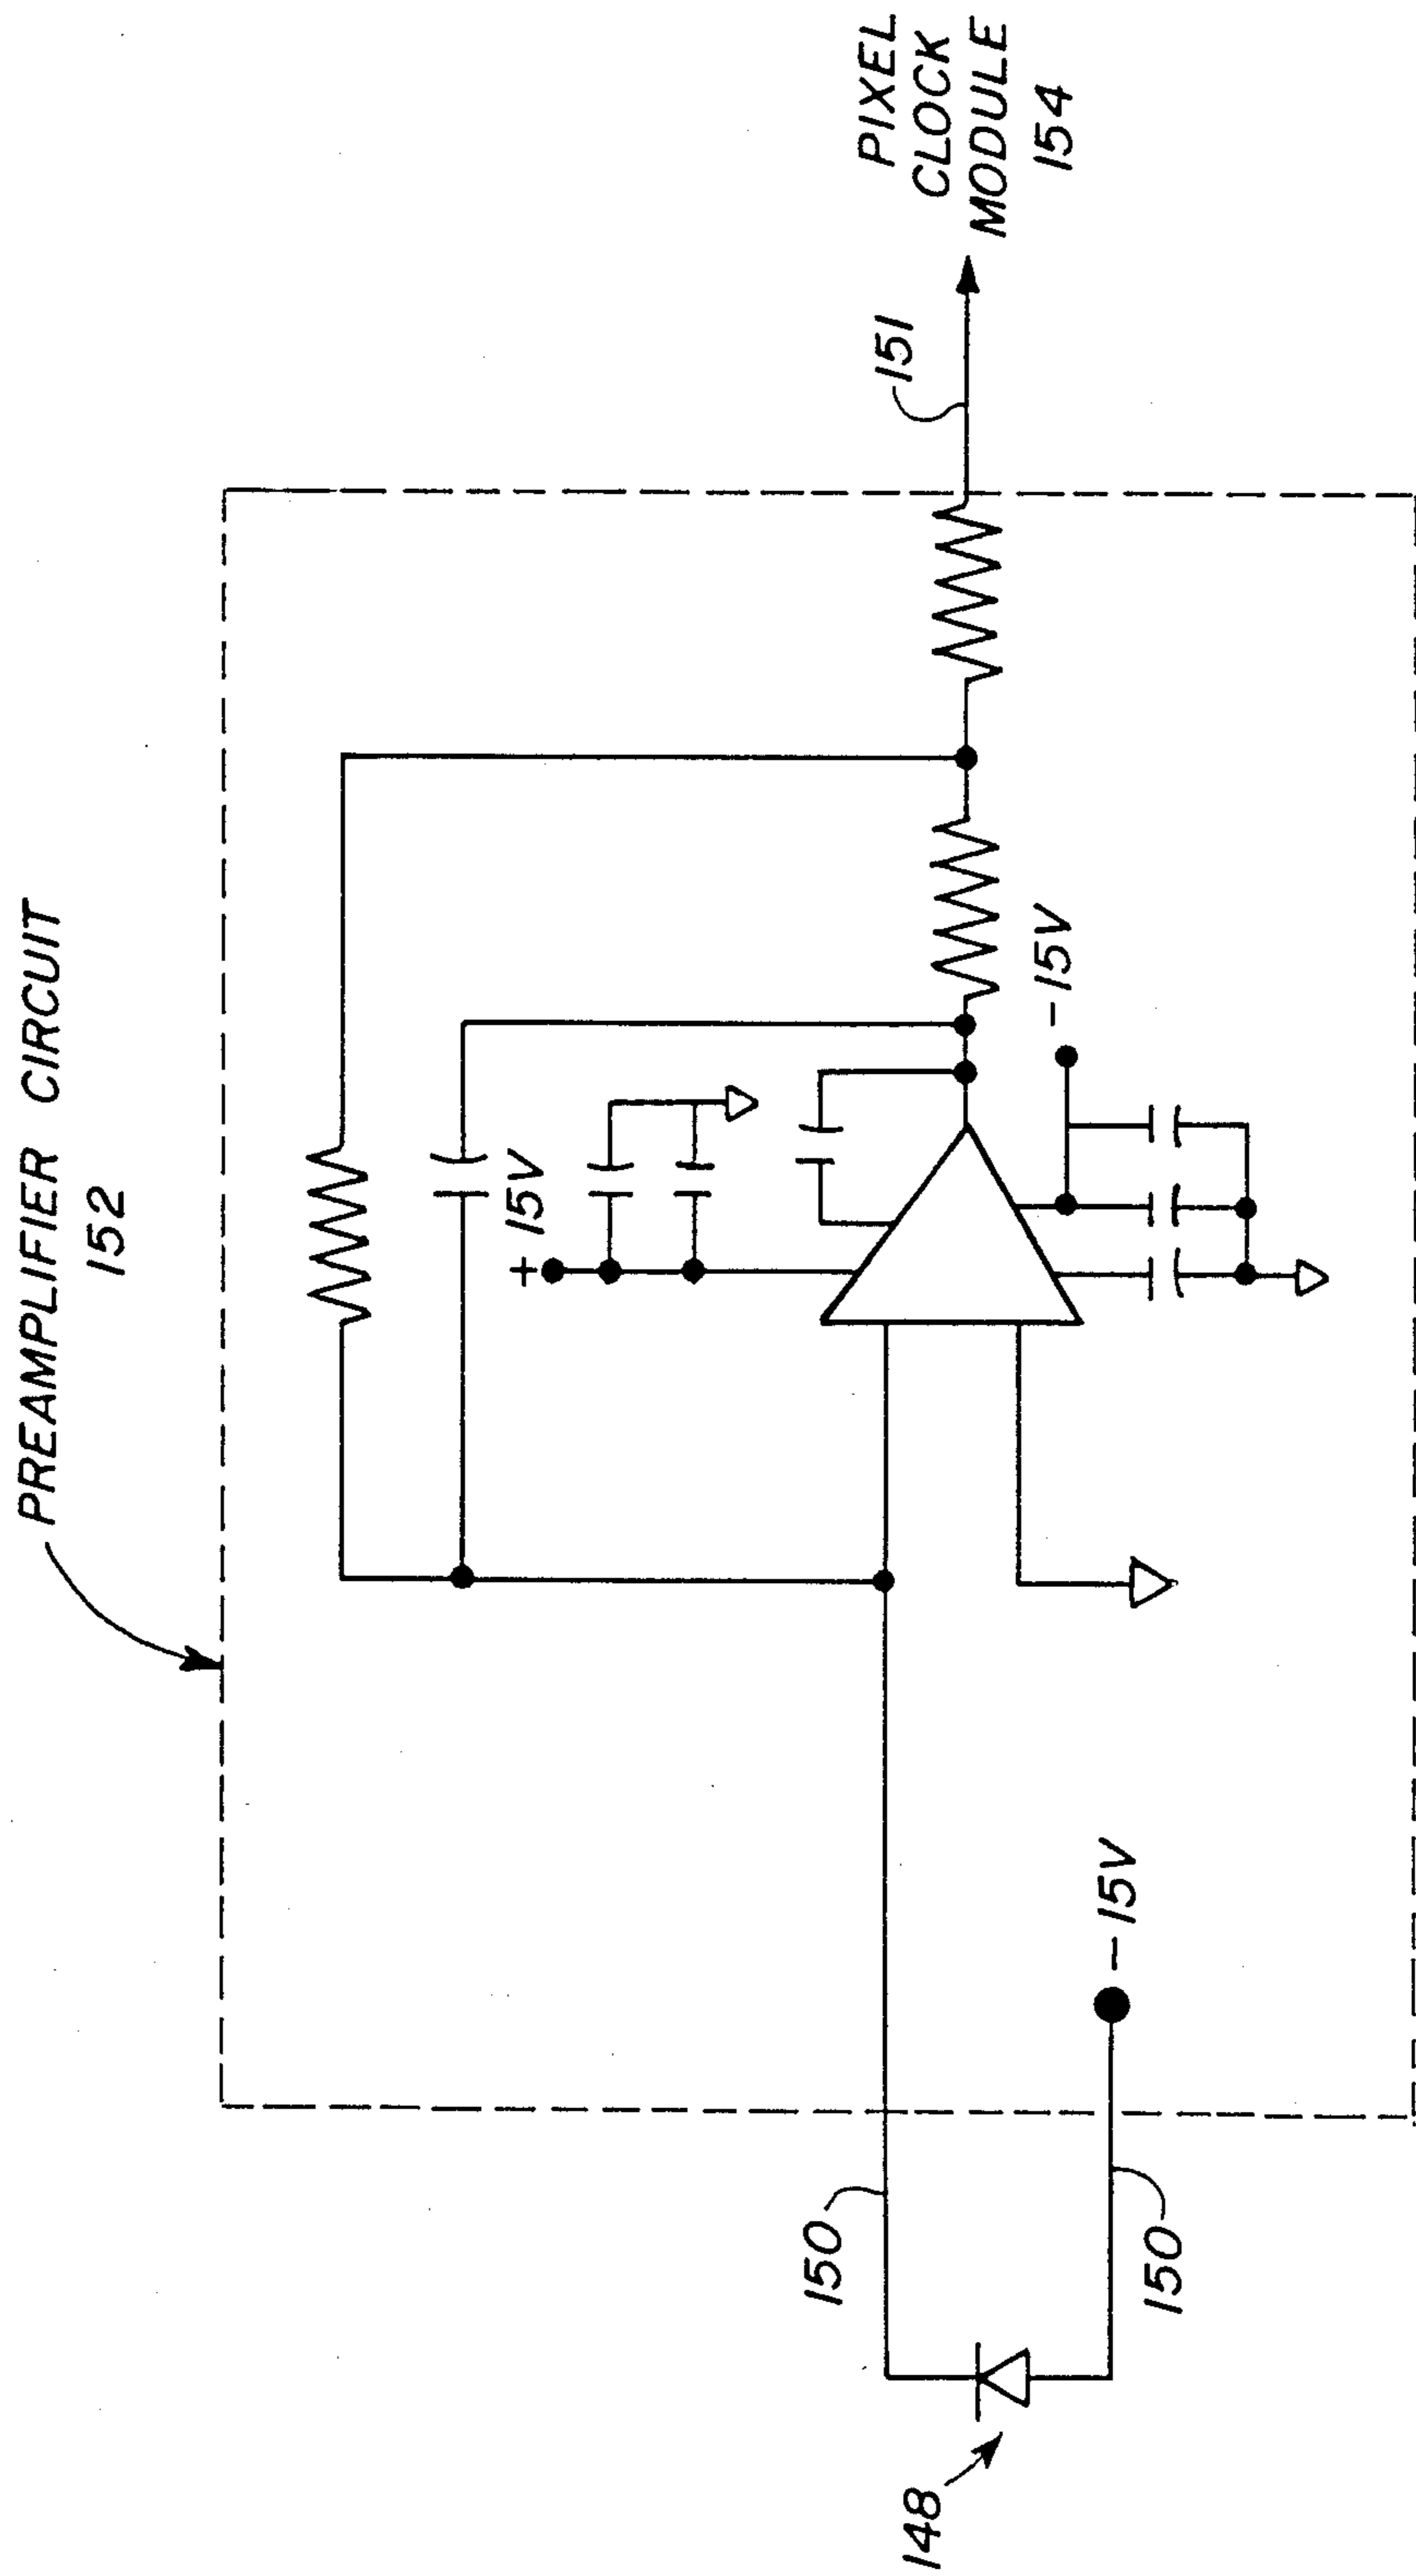 PREAMPLIFIER CIRCUIT
152
+15V
-15V
151
PIXEL
CLOCK
MODULE
154
150
-15V
150
148